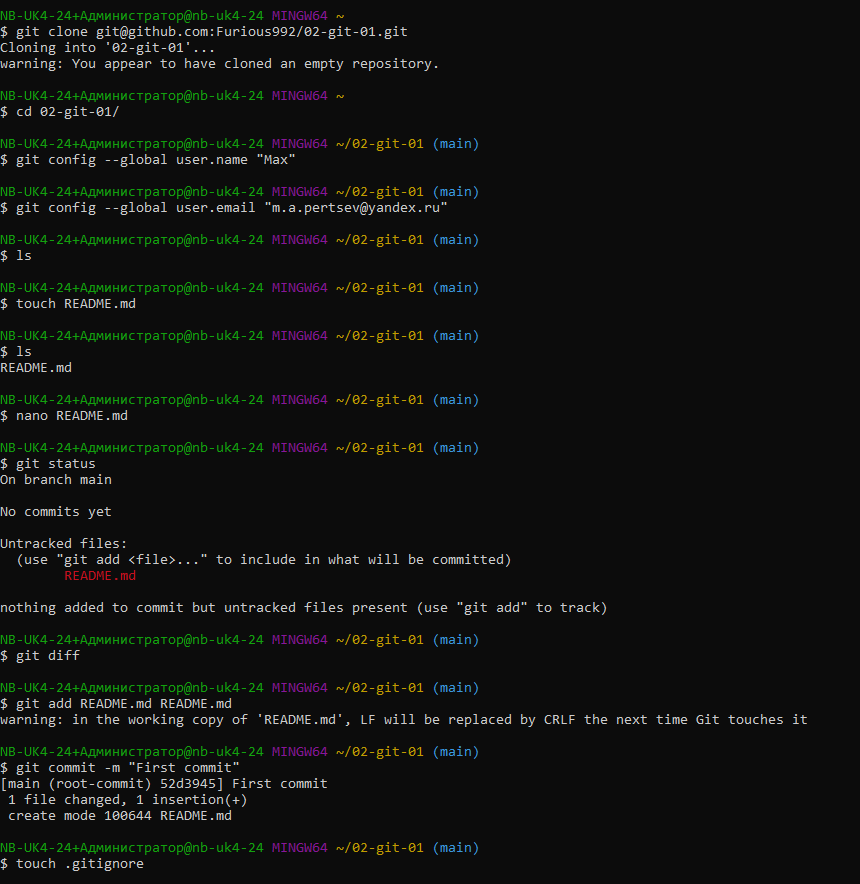 NB-UK4-24+Администратор@nb-uk4-24 MINGW64 ~
$ git clone git@github.com:Furious992/02-git-01.git
Cloning into '02-git-01'...
warning: You appear to have cloned an empty repository.
NB-UK4-24+Администратор@nb-uk4-24 MINGW64 ~
$ cd 02-git-01/
NB-UK4-24+Администратор@nb-uk4-24 MINGW64 ~/02-git-01 (main)
$ git config --global user.name "Max"
NB-UK4-24+Администратор@nb-uk4-24 MINGW64 ~/02-git-01 (main)
$ git config --global user.email "m.a.pertsev@yandex.ru"
NB-UK4-24+Администратор@nb-uk4-24 MINGW64 ~/02-git-01 (main)
$ ls
NB-UK4-24+Администратор@nb-uk4-24 MINGW64 ~/02-git-01 (main)
$ touch README.md
NB-UK4-24+Администратор@nb-uk4-24 MINGW64 ~/02-git-01 (main)
$ ls
README.md
NB-UK4-24+Администратор@nb-uk4-24 MINGW64 ~/02-git-01 (main)
$ nano README.md
NB-UK4-24+Администратор@nb-uk4-24 MINGW64 ~/02-git-01 (main)
$ git status
On branch main
No commits yet
Untracked files:
  (use "git add <file>..." to include in what will be committed)
        README.md
nothing added to commit but untracked files present (use "git add" to track)
NB-UK4-24+Администратор@nb-uk4-24 MINGW64 ~/02-git-01 (main)
$ git diff
NB-UK4-24+Администратор@nb-uk4-24 MINGW64 ~/02-git-01 (main)
$ git add README.md README.md
warning: in the working copy of 'README.md', LF will be replaced by CRLF the next time Git touches it
NB-UK4-24+Администратор@nb-uk4-24 MINGW64 ~/02-git-01 (main)
$ git commit -m "First commit"
[main (root-commit) 52d3945] First commit
 1 file changed, 1 insertion(+)
 create mode 100644 README.md
NB-UK4-24+Администратор@nb-uk4-24 MINGW64 ~/02-git-01 (main)
$ touch .gitignore